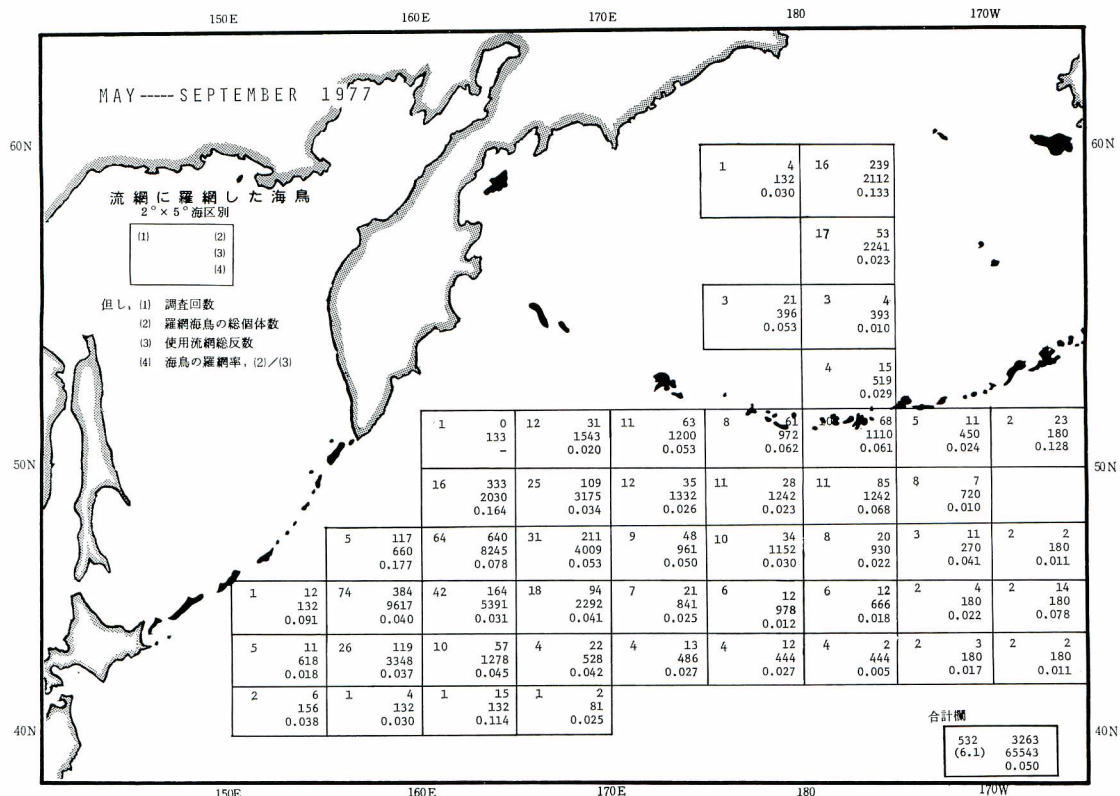 150E 160E 170E 180 170W
MAY-----SEPTEMBER 1977
60N 60N
流網に羅網した海鳥
2°×5°海区別
(1) (2)
(3)
(4)
但し, (1) 調査回数
(2) 羅網海鳥の総個体数
(3) 使用流網総反数
(4) 海鳥の羅網率, (2)/(3)
1 4 16 239
132 2112
0.030 0.133
17 53
2241
0.023
3 21 3 4
396 393
0.053 0.010
4 15
519
0.029
1 0 12 31 11 63 8 61 68 5 11 2 23
133 1543 1200 972 1110 450 180
- 0.020 0.053 0.062 0.061 0.024 0.128
50N 50N
16 333 25 109 12 35 11 28 11 85 8 7
2030 3175 1332 1242 1242 720
0.164 0.034 0.026 0.023 0.068 0.010
5 117 64 640 31 211 9 48 10 34 8 20 3 11 2 2
660 8245 4009 961 1152 930 270 180
0.177 0.078 0.053 0.050 0.030 0.022 0.041 0.011
1 12 74 384 42 164 18 94 7 21 6 12 6 12 2 4 2 14
132 9617 5391 2292 841 978 666 180 180
0.091 0.040 0.031 0.041 0.025 0.012 0.018 0.022 0.078
5 11 26 119 10 57 4 22 4 13 4 12 4 2 2 3 2 2
618 3348 1278 528 486 444 444 180 180
0.018 0.037 0.045 0.042 0.027 0.027 0.005 0.017 0.011
2 6 1 4 1 15 1 2
156 132 132 81
0.038 0.030 0.114 0.025
40N 40N
合計欄
532 3263
(6.1) 65543
0.050
150E 160E 170E 180 170W